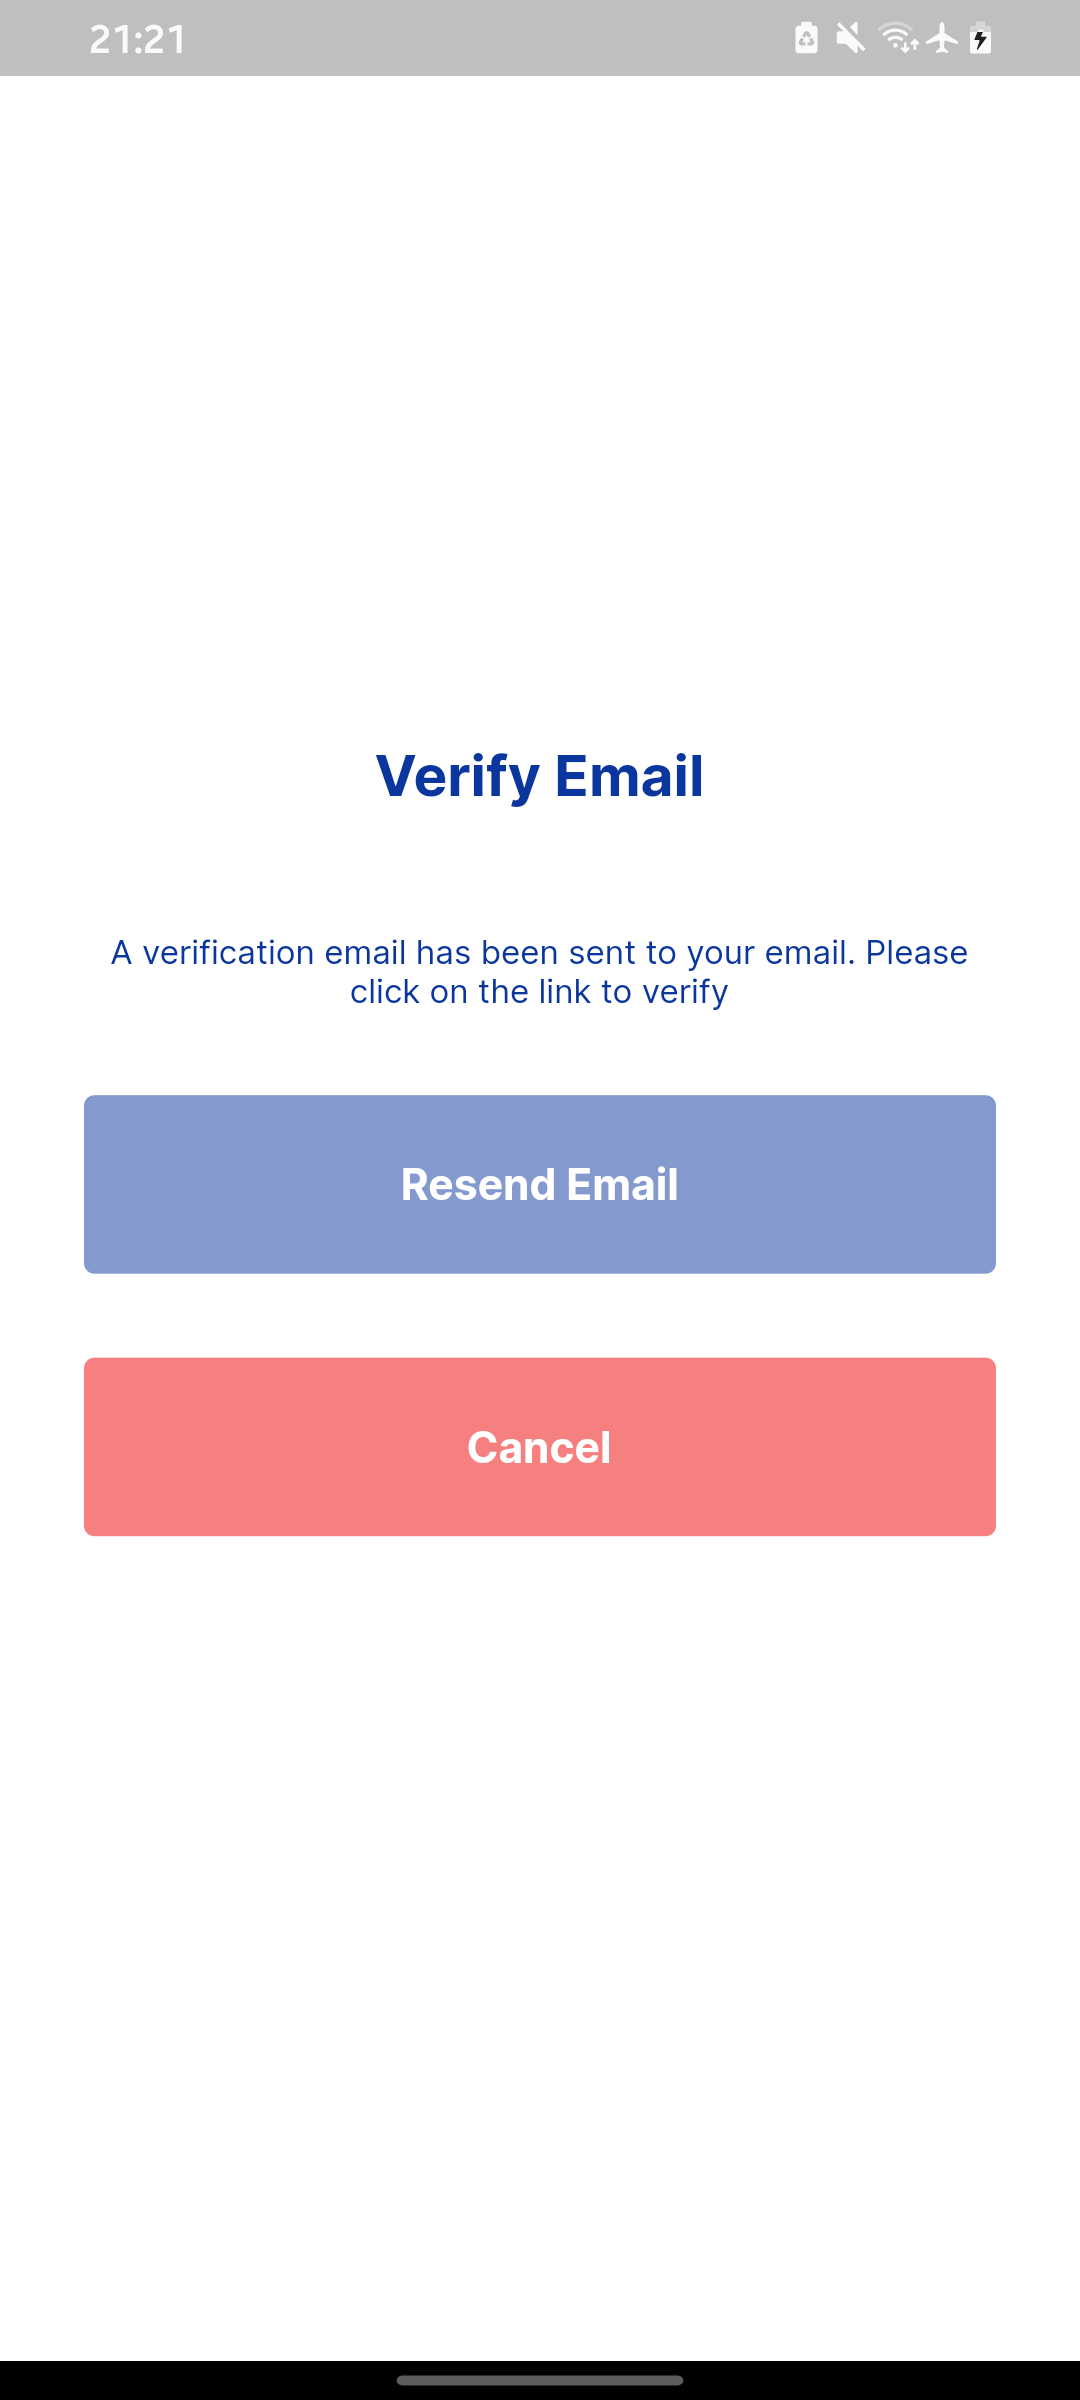 21:21
Verify Email
A verification email has been sent to your email. Please
click on the link to verify
Resend Email
Cancel